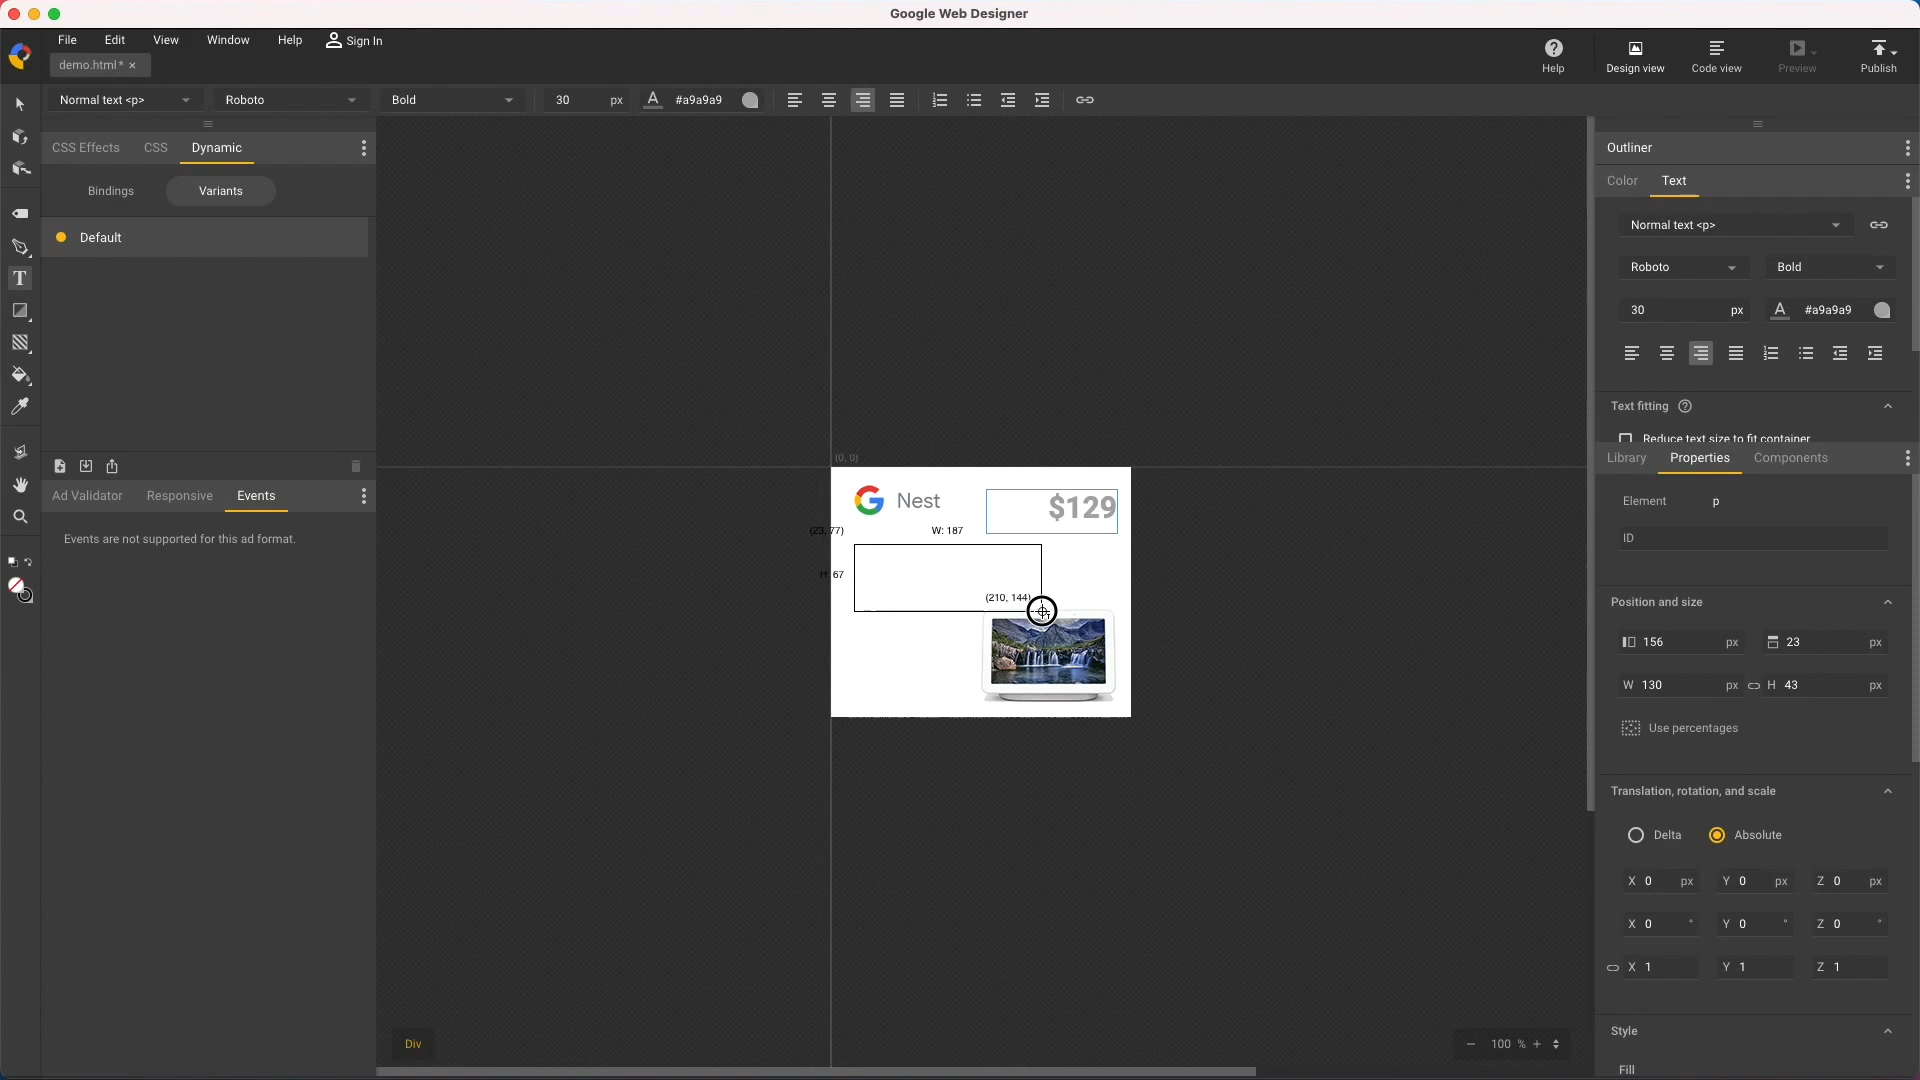 Google Web Designer
File Edit View Window Help Sign In
demo.html* ×
Help Design view Code view Preview Publish
Normal text <p> Roboto Bold 30 px A #a9a9a9
CSS Effects CSS Dynamic
Bindings Variants
Default
Ad Validator Responsive Events
Events are not supported for this ad format.
T
(0, 0)
Nest $129
(23, 77) W: 187
H: 67
(210, 144)
Div
100 %
Outliner
Color Text
Normal text <p>
Roboto Bold
30 px A #a9a9a9
Text fitting
Reduce text size to fit container
Library Properties Components
Element p
ID
Position and size
156 px 23 px
W 130 px H 43 px
Use percentages
Translation, rotation, and scale
Delta Absolute
X 0 px Y 0 px Z 0 px
X 0 ° Y 0 ° Z 0 °
X 1 Y 1 Z 1
Style
Fill